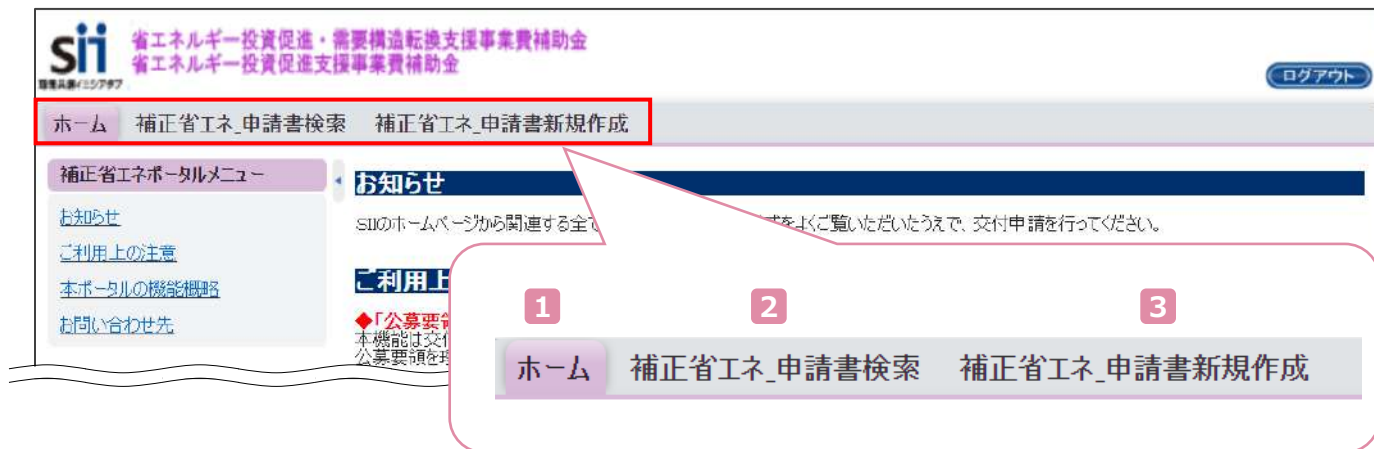 sii
省エネルギー投資促進・需要構造転換支援事業費補助金
省エネルギー投資促進支援事業費補助金
ログアウト
ホーム 補正省エネ_申請書検索 補正省エネ_申請書新規作成
補正省エネポータルメニュー
お知らせ
ご利用上の注意
本ポータルの機能概略
お問い合わせ先
お知らせ
SIIのホームページから関連する全て
をよくご覧いただいたうえで、交付申請を行ってください。
ご利用上
◆「公募要領
本機能は交付
公募要領を
1 2 3
ホーム 補正省エネ_申請書検索 補正省エネ_申請書新規作成